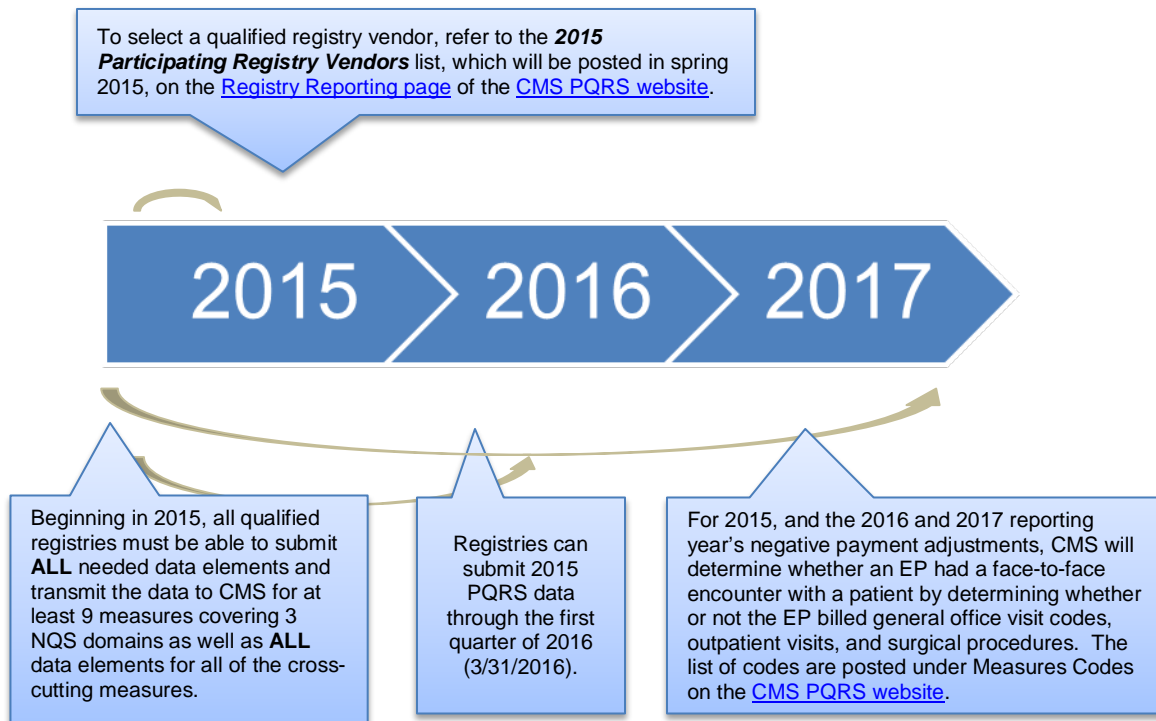 To select a qualified registry vendor, refer to the 2015
Participating Registry Vendors list, which will be posted in spring
2015, on the Registry Reporting page of the CMS PQRS website.
2015
2016
2017
Beginning in 2015, all qualified
registries must be able to submit
ALL needed data elements and
transmit the data to CMS for at
least 9 measures covering 3
NQS domains as well as ALL
data elements for all of the cross-
cutting measures.
Registries can
submit 2015
PQRS data
through the first
quarter of 2016
(3/31/2016).
For 2015, and the 2016 and 2017 reporting
year's negative payment adjustments, CMS will
determine whether an EP had a face-to-face
encounter with a patient by determining whether
or not the EP billed general office visit codes,
outpatient visits, and surgical procedures. The
list of codes are posted under Measures Codes
on the CMS PQRS website.